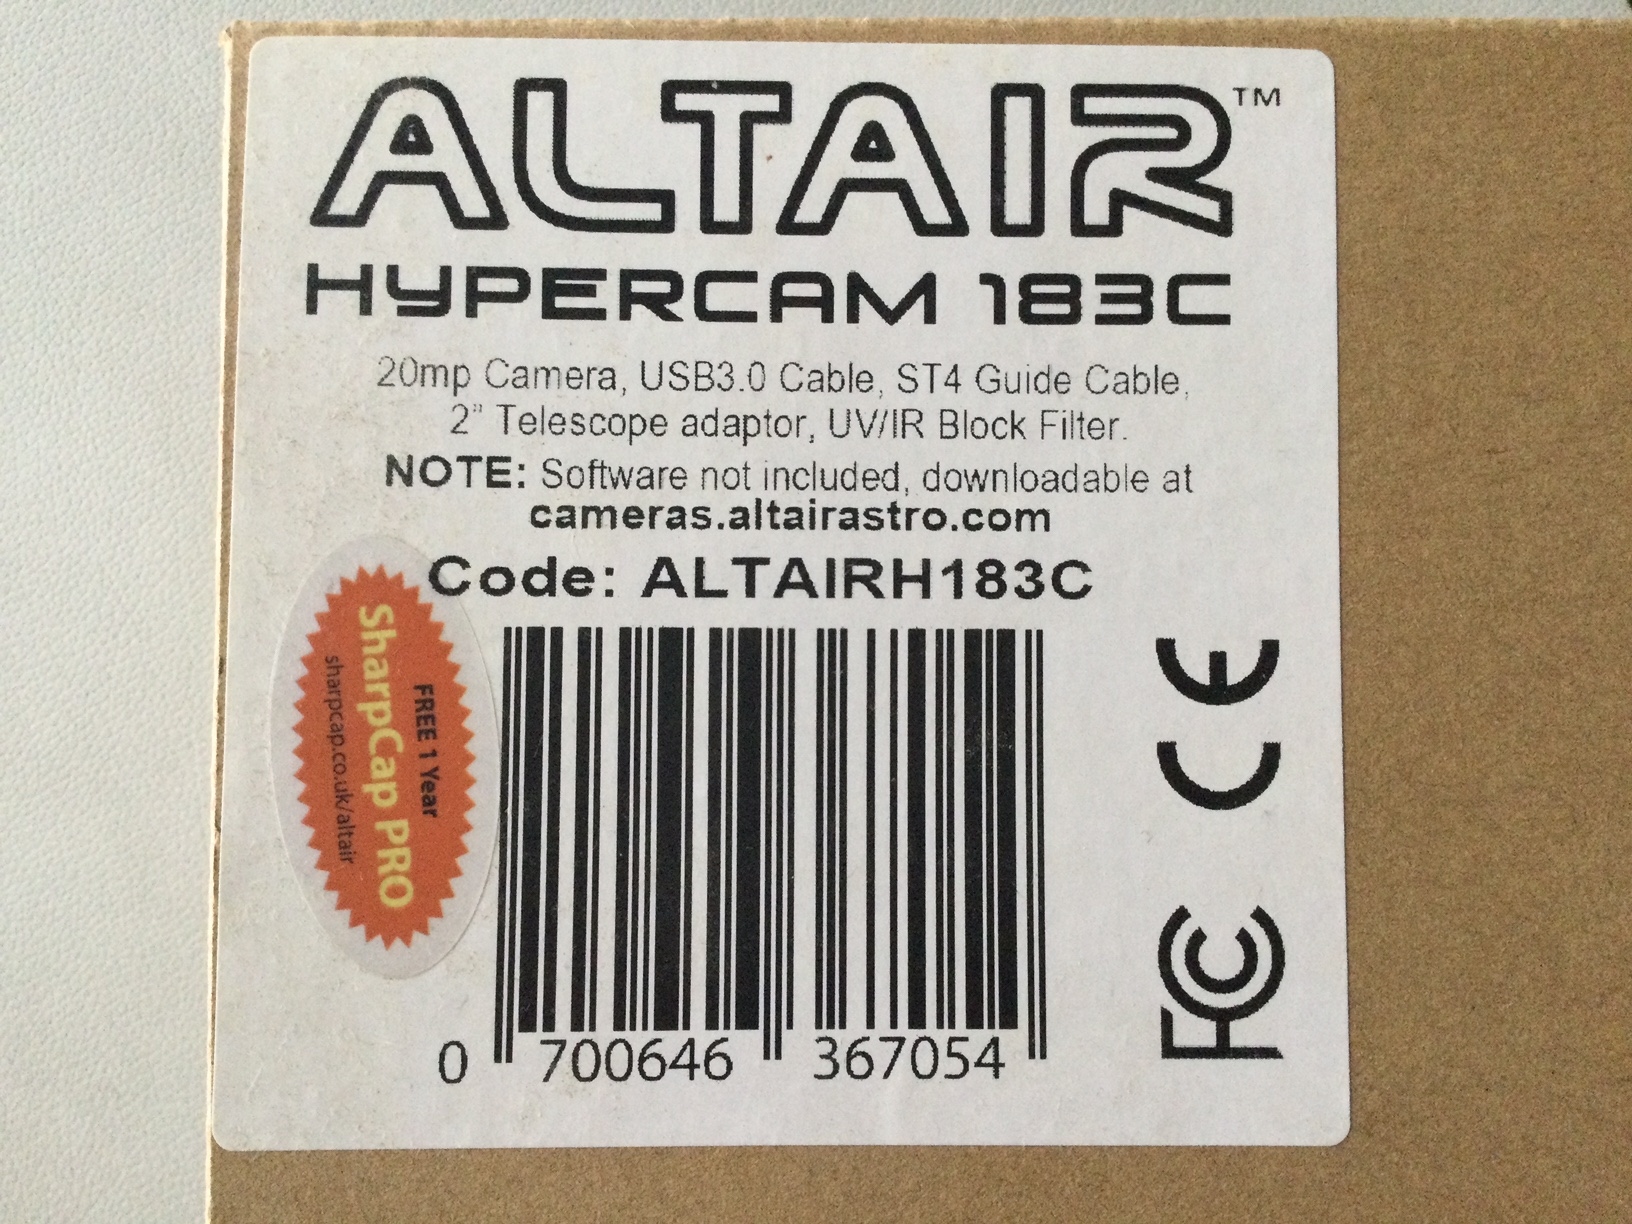 ALTAIR™
HYPERCAM 183C
20mp Camera, USB3.0 Cable, ST4 Guide Cable,
2" Telescope adaptor, UV/IR Block Filter.
NOTE: Software not included, downloadable at
cameras.altairastro.com
Code: ALTAIRH183C
FREE 1 Year
SharpCap PRO
sharpcap.co.uk/altair
0 700646 367054
CE
FC